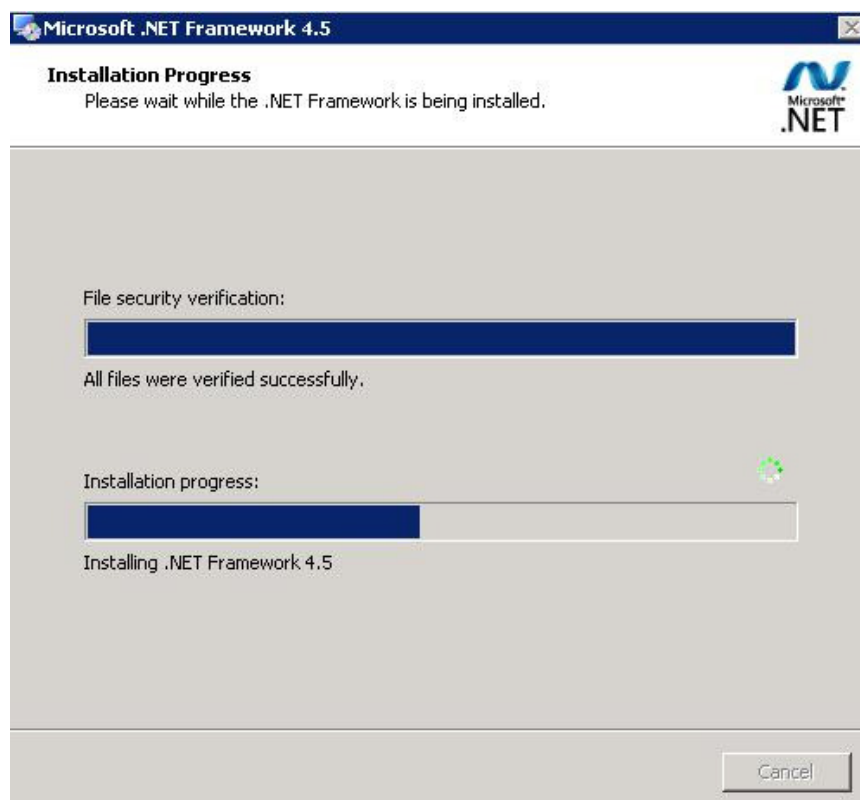 Microsoft .NET Framework 4.5
Installation Progress
Please wait while the .NET Framework is being installed.
Microsoft
.NET
File security verification:
All files were verified successfully.
Installation progress:
Installing .NET Framework 4.5
Cancel